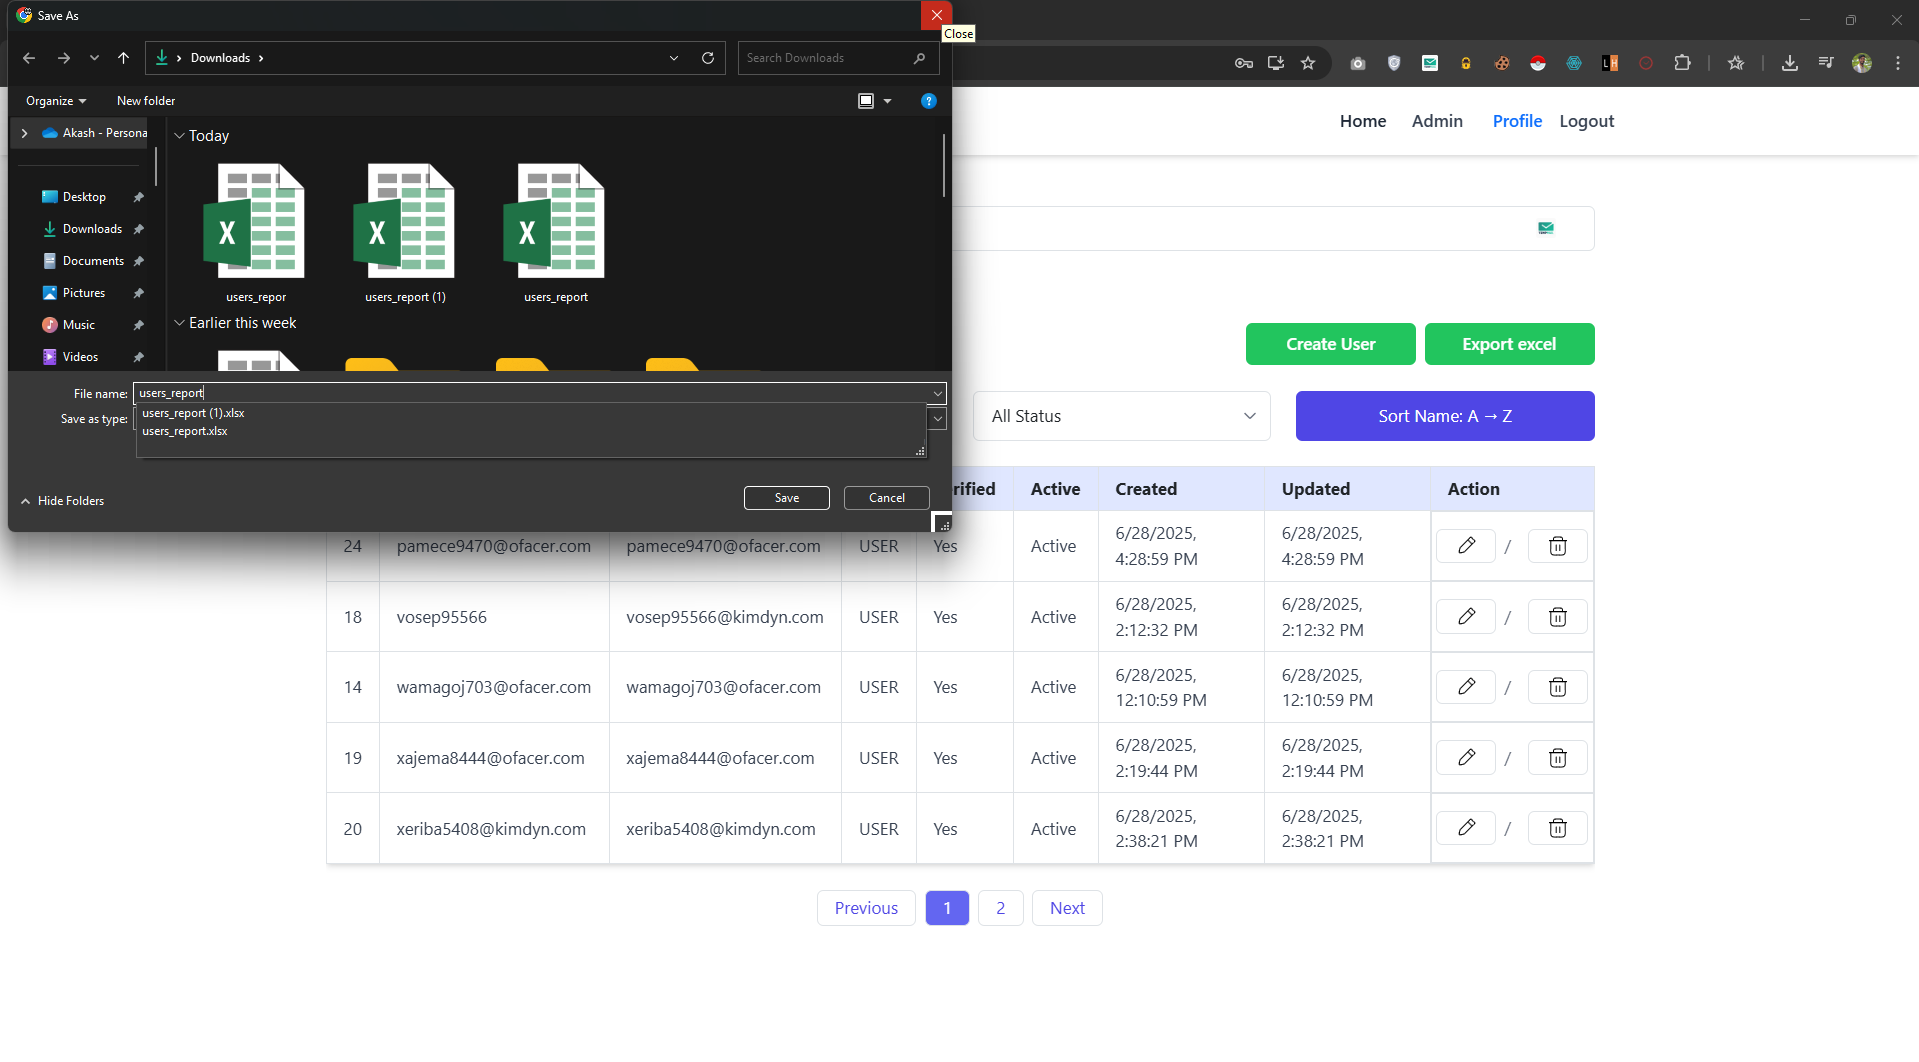 Save As
Close
Downloads
Search Downloads
Organize
New folder
Akash - Persona
Desktop
Downloads
Documents
Pictures
Music
Videos
Today
users_repor
users_report (1)
users_report
Earlier this week
File name:
users_report
Save as type:
users_report (1).xlsx
users_report.xlsx
Hide Folders
Save
Cancel
Home
Admin
Profile
Logout
Create User
Export excel
All Status
Sort Name: A → Z
rified Active Created Updated Action
24 pamece9470@ofacer.com pamece9470@ofacer.com USER Yes Active 6/28/2025, 4:28:59 PM 6/28/2025, 4:28:59 PM /
18 vosep95566 vosep95566@kimdyn.com USER Yes Active 6/28/2025, 2:12:32 PM 6/28/2025, 2:12:32 PM /
14 wamagoj703@ofacer.com wamagoj703@ofacer.com USER Yes Active 6/28/2025, 12:10:59 PM 6/28/2025, 12:10:59 PM /
19 xajema8444@ofacer.com xajema8444@ofacer.com USER Yes Active 6/28/2025, 2:19:44 PM 6/28/2025, 2:19:44 PM /
20 xeriba5408@kimdyn.com xeriba5408@kimdyn.com USER Yes Active 6/28/2025, 2:38:21 PM 6/28/2025, 2:38:21 PM /
Previous 1 2 Next